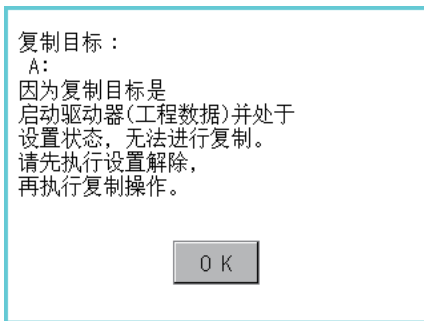 复制目标：
A:
因为复制目标是
启动驱动器(工程数据)并处于
设置状态，无法进行复制。
请先执行设置解除，
再执行复制操作。
OK